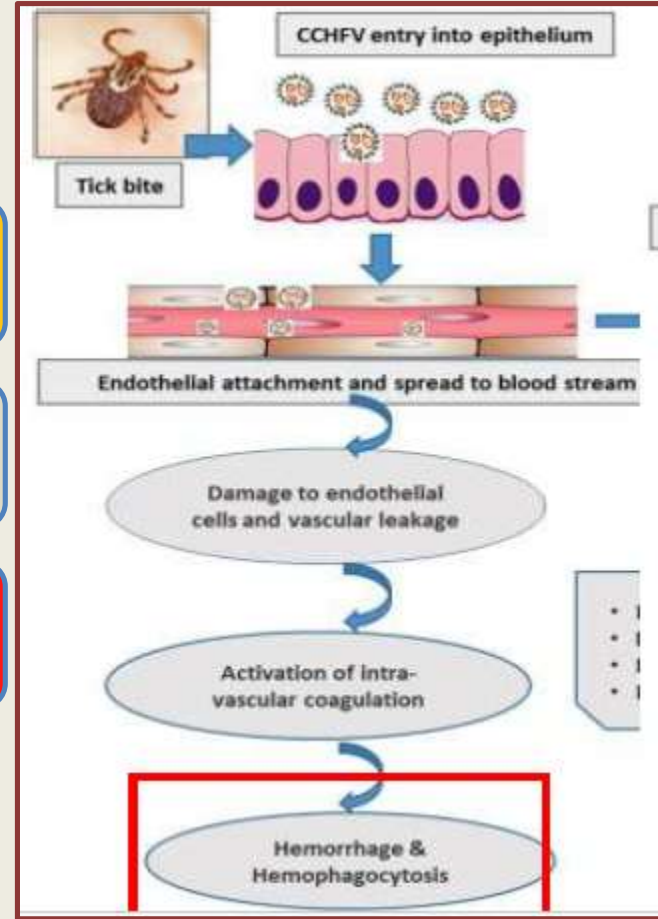 CCHFV entry into epithelium
Tick bite
Endothelial attachment and spread to blood stream
Damage to endothelial
cells and vascular leakage
Activation of intra-
vascular coagulation
Hemorrhage &
Hemophagocytosis